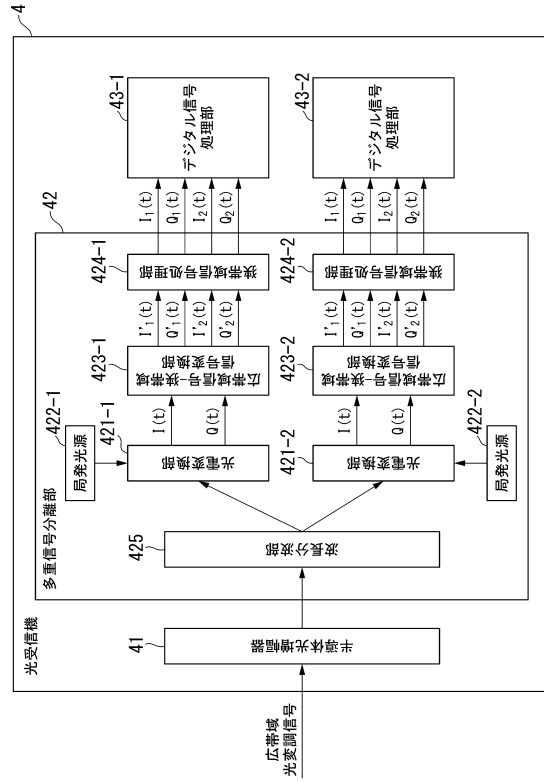 4
光受信機
42
多重信号分離部
広帯域
光変調信号
41
半導体光増幅器
425
波長分波部
422-1
局発光源
421-1
光電変換部
I(t)
Q(t)
423-1
広帯域信号-狭帯域
信号変換部
I'₁(t)
Q'₁(t)
I'₂(t)
Q'₂(t)
424-1
狭帯域信号処理部
I₁(t)
Q₁(t)
I₂(t)
Q₂(t)
43-1
デジタル信号
処理部
422-2
局発光源
421-2
光電変換部
I(t)
Q(t)
423-2
広帯域信号-狭帯域
信号変換部
I'₁(t)
Q'₁(t)
I'₂(t)
Q'₂(t)
424-2
狭帯域信号処理部
I₁(t)
Q₁(t)
I₂(t)
Q₂(t)
43-2
デジタル信号
処理部